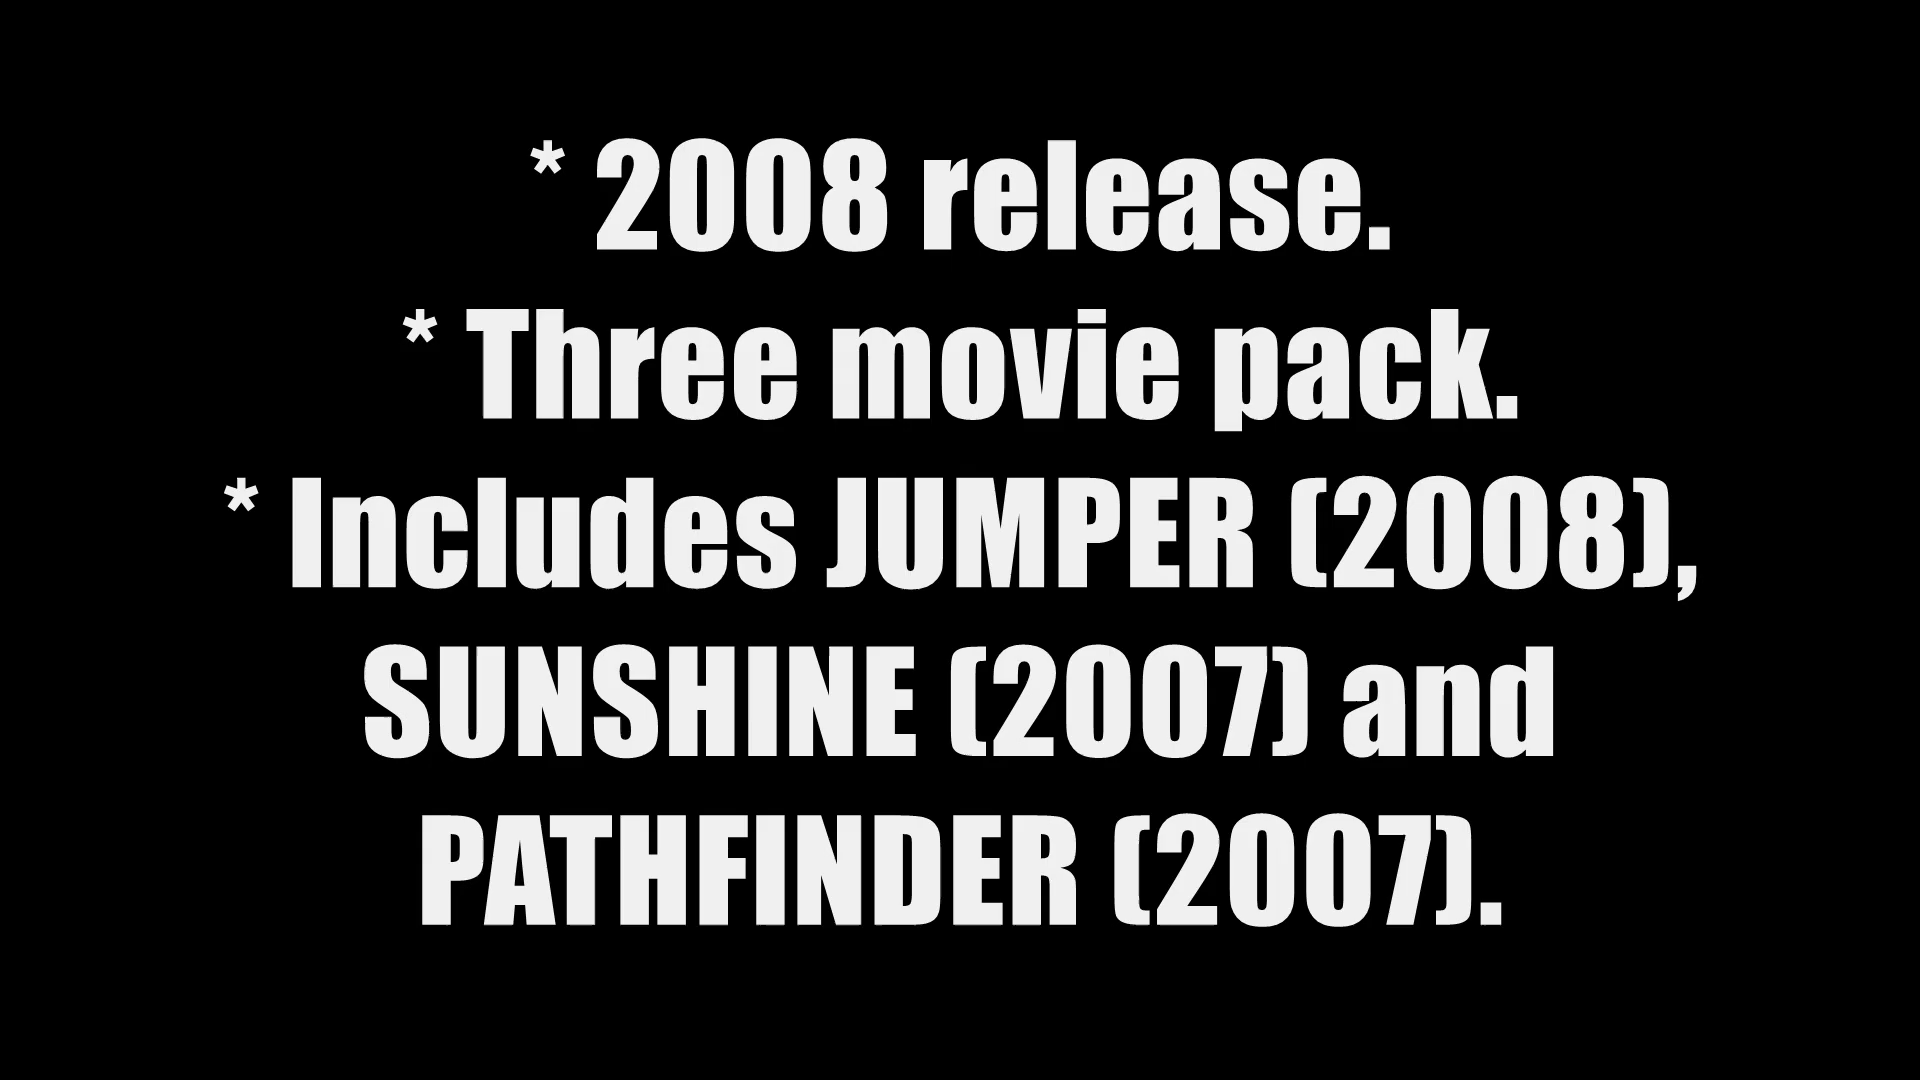 * 2008 release.
* Three movie pack.
* Includes JUMPER (2008),
SUNSHINE (2007) and
PATHFINDER (2007).